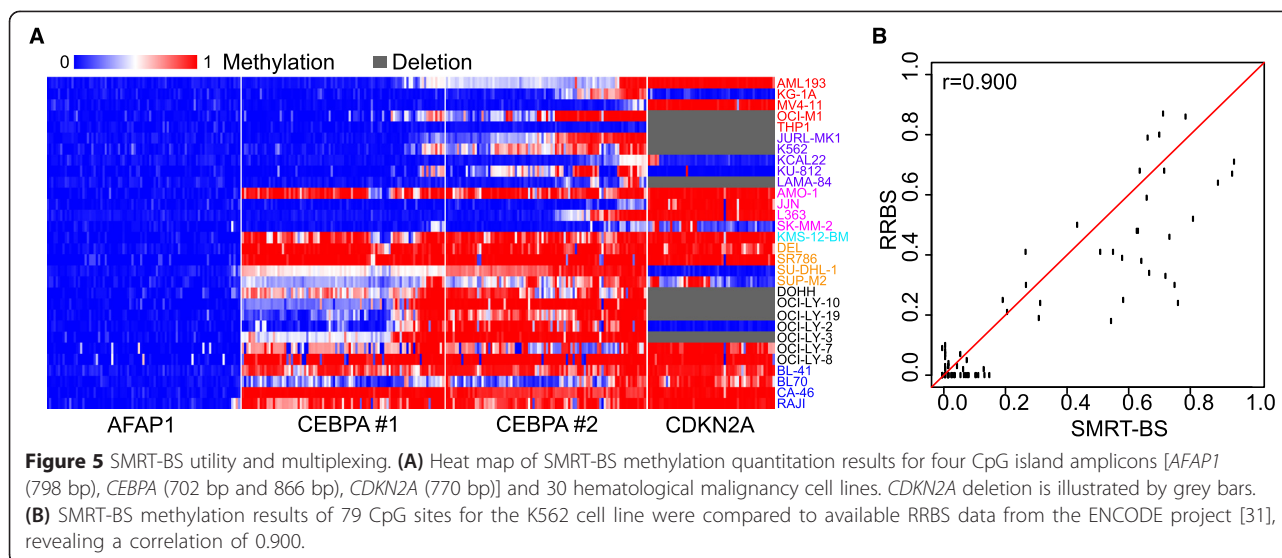 A
0 1 Methylation Deletion
AML193
KG-1A
MV4-11
OCI-M1
THP1
JURL-MK1
K562
KCAL22
KU-812
LAMA-84
AMO-1
JJN
L363
SK-MM-2
KMS-12-BM
DEL
SR786
SU-DHL-1
SUP-M2
DOHH
OCI-LY-10
OCI-LY-19
OCI-LY-2
OCI-LY-3
OCI-LY-7
OCI-LY-8
BL-41
BL70
CA-46
RAJI
AFAP1 CEBPA #1 CEBPA #2 CDKN2A
B
r=0.900
1.0
0.8
0.6
0.4
0.2
0.0
RRBS
0.0 0.2 0.4 0.6 0.8 1.0
SMRT-BS
Figure 5 SMRT-BS utility and multiplexing. (A) Heat map of SMRT-BS methylation quantitation results for four CpG island amplicons [AFAP1
(798 bp), CEBPA (702 bp and 866 bp), CDKN2A (770 bp)] and 30 hematological malignancy cell lines. CDKN2A deletion is illustrated by grey bars.
(B) SMRT-BS methylation results of 79 CpG sites for the K562 cell line were compared to available RRBS data from the ENCODE project [31],
revealing a correlation of 0.900.